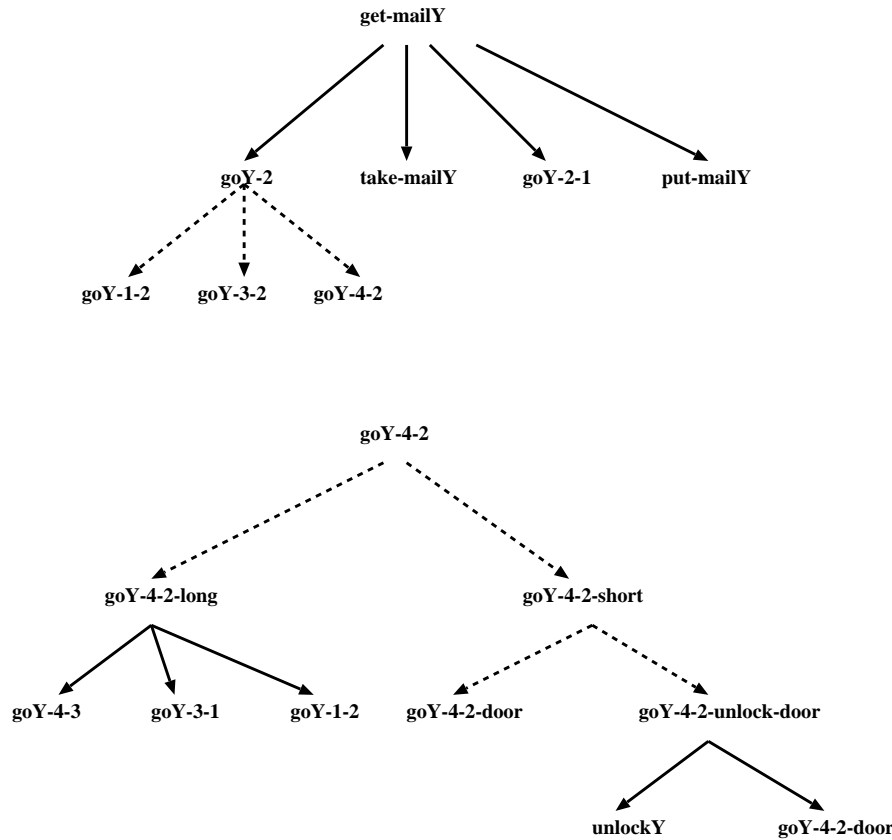 get-mailY
goY-2 take-mailY goY-2-1 put-mailY
goY-1-2 goY-3-2 goY-4-2
goY-4-2
goY-4-2-long goY-4-2-short
goY-4-3 goY-3-1 goY-1-2 goY-4-2-door goY-4-2-unlock-door
unlockY goY-4-2-door